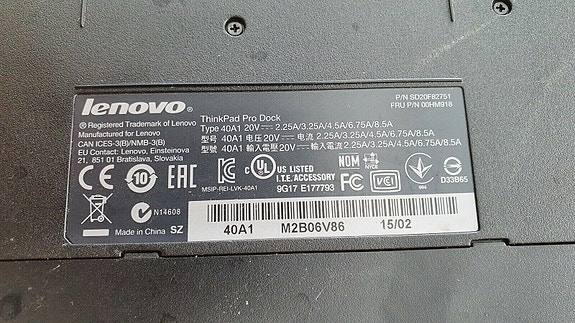 lenovo
® Registered Trademark of Lenovo
Manufactured for Lenovo
CAN ICES-3(B)/NMB-3(B)
EU Contact: Lenovo, Einsteinova
21, 851 01 Bratislava, Slovakia
ThinkPad Pro Dock
Type 40A1 20V⎓2.25A/3.25A/4.5A/6.75A/8.5A
型号 40A1 电压20V⎓电流 2.25A/3.25A/4.5A/6.75A/8.5A
型號 40A1 輸入電壓 20V⎓輸入電流 2.25A/3.25A/4.5A/6.75A/8.5A
P/N SD20F82751
FRU P/N 00HM918
CE 10 EAC
MSIP-REI-LVK-40A1
c UL US LISTED
I.T.E. ACCESSORY
9G17 E177793
NOM
NYCE
FC
VCI
D33B65
N14608
Made in China SZ
40A1 M2B06V86 15/02